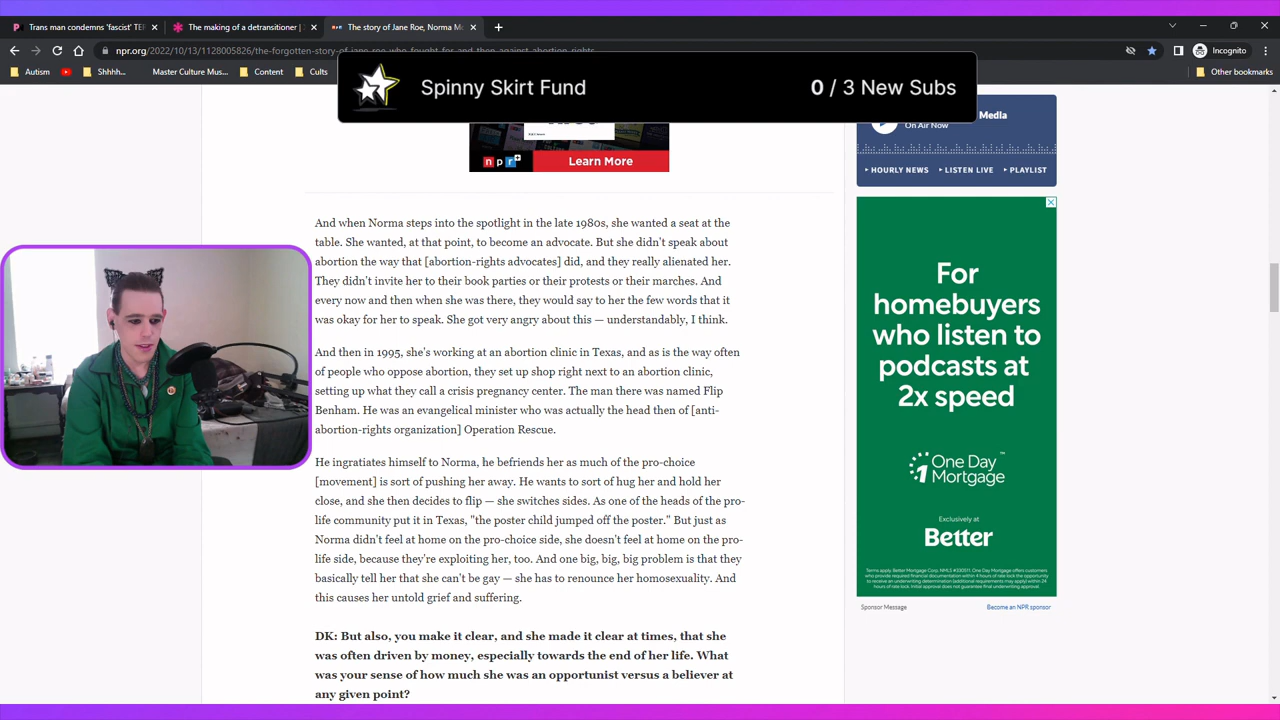 Trans man condemns 'fascist' TE
The making of a detransitioner |
The story of Jane Roe, Norma M
npr.org/2022/10/13/1128005826/the-forgotten-story-of-jane-roe-who-fought-for-and-then-against-abortion-rights
Incognito
Autism
Shhhh...
Master Culture Mus...
Content
Cults
Other bookmarks
Spinny Skirt Fund
0 / 3 New Subs
Media
On Air Now
n p r + Learn More
HOURLY NEWS LISTEN LIVE PLAYLIST
And when Norma steps into the spotlight in the late 1980s, she wanted a seat at the
table. She wanted, at that point, to become an advocate. But she didn't speak about
abortion the way that [abortion-rights advocates] did, and they really alienated her.
They didn't invite her to their book parties or their protests or their marches. And
every now and then when she was there, they would say to her the few words that it
was okay for her to speak. She got very angry about this — understandably, I think.
And then in 1995, she's working at an abortion clinic in Texas, and as is the way often
of people who oppose abortion, they set up shop right next to an abortion clinic,
setting up what they call a crisis pregnancy center. The man there was named Flip
Benham. He was an evangelical minister who was actually the head then of [anti-
abortion-rights organization] Operation Rescue.
He ingratiates himself to Norma, he befriends her as much of the pro-choice
[movement] is sort of pushing her away. He wants to sort of hug her and hold her
close, and she then decides to flip — she switches sides. As one of the heads of the pro-
life community put it in Texas, "the poster child jumped off the poster." But just as
Norma didn't feel at home on the pro-choice side, she doesn't feel at home on the pro-
life side, because they're exploiting her, too. And one big, big, big problem is that they
tell her that she can't be gay — she has to renounce her homosexuality. And
her untold grief and suffering.
DK: But also, you make it clear, and she made it clear at times, that she
was often driven by money, especially towards the end of her life. What
was your sense of how much she was an opportunist versus a believer at
any given point?
For
homebuyers
who listen to
podcasts at
2x speed
One Day
Mortgage
Exclusively at
Better
Sponsor Message
Become an NPR sponsor